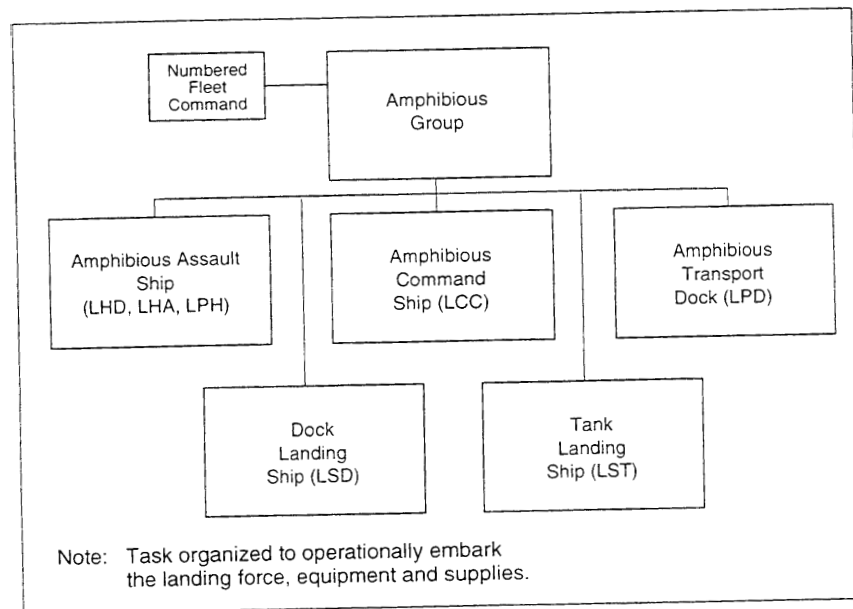 Numbered
Fleet
Command
Amphibious
Group
Amphibious Assault
Ship
(LHD, LHA, LPH)
Amphibious
Command
Ship (LCC)
Amphibious
Transport
Dock (LPD)
Dock
Landing
Ship (LSD)
Tank
Landing
Ship (LST)
Note: Task organized to operationally embark
the landing force, equipment and supplies.